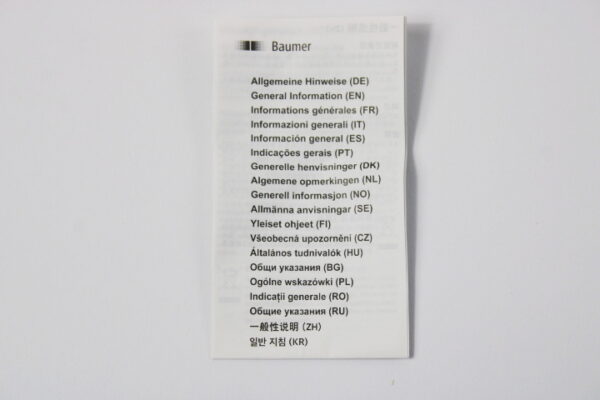 Baumer
Allgemeine Hinweise (DE)
General Information (EN)
Informations générales (FR)
Informazioni generali (IT)
Información general (ES)
Indicações gerais (PT)
Generelle henvisninger (DK)
Algemene opmerkingen (NL)
Generell informasjon (NO)
Allmänna anvisningar (SE)
Yleiset ohjeet (FI)
Všeobecná upozornění (CZ)
Általános tudnivalók (HU)
Общи указания (BG)
Ogólne wskazówki (PL)
Indicații generale (RO)
Общие указания (RU)
一般性说明 (ZH)
일반 지침 (KR)